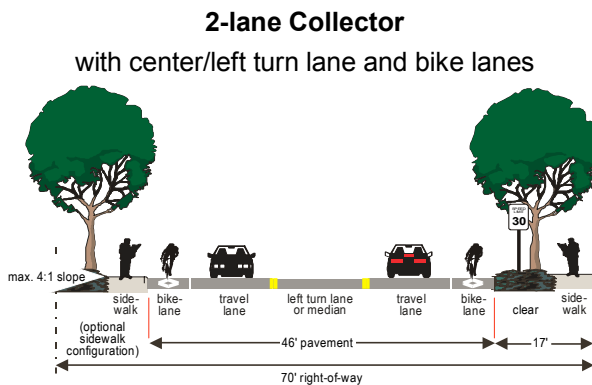 2-lane Collector
with center/left turn lane and bike lanes
SPEED
LIMIT
30
max. 4:1 slope
side-
walk
bike-
lane
travel
lane
left turn lane
or median
travel
lane
bike-
lane
clear
side-
walk
(optional
sidewalk
configuration)
46' pavement
17'
70' right-of-way